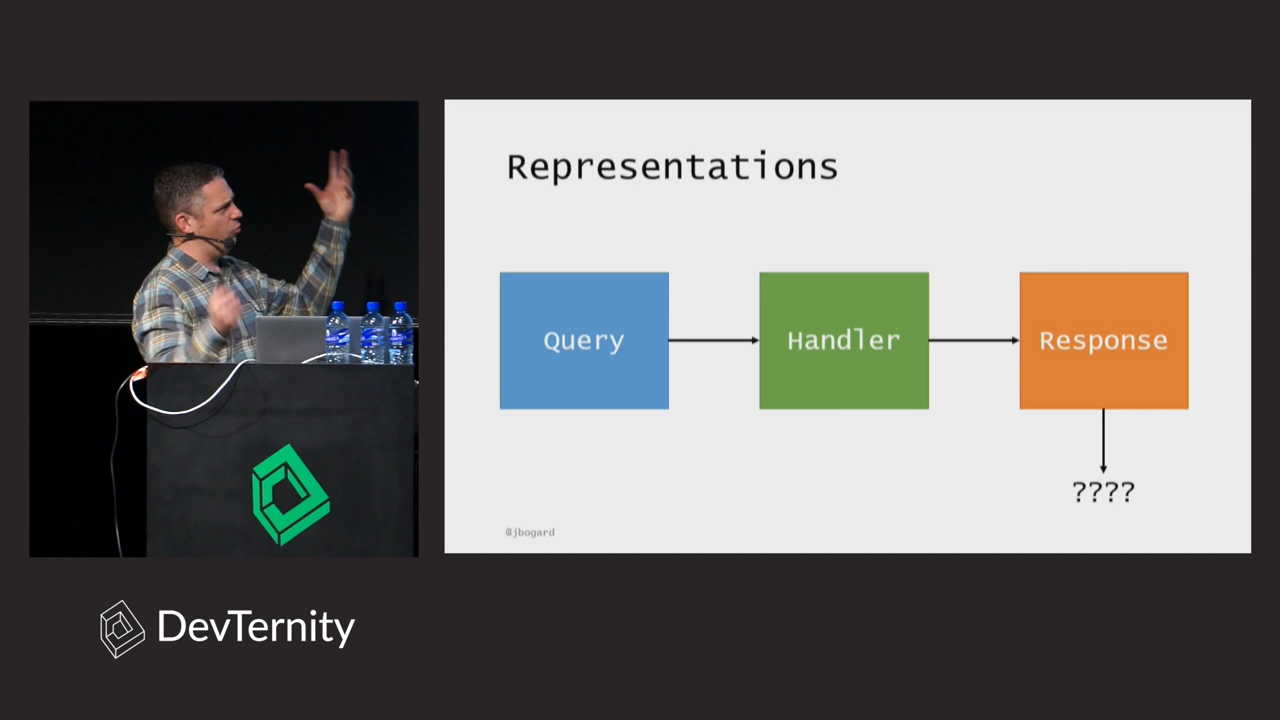 Representations
Query
Handler
Response
????
@jbogard
DevTernity